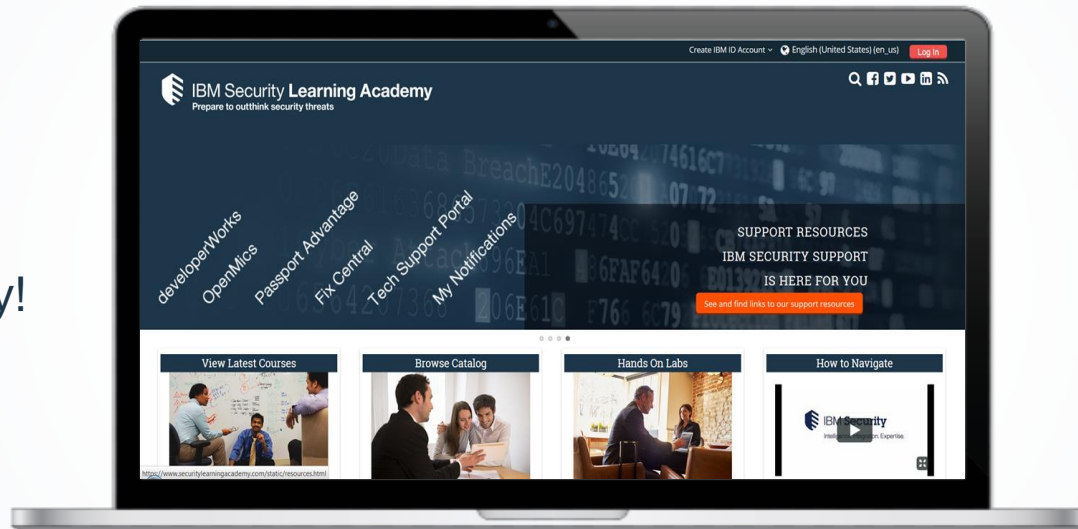 y!
Create IBM ID Account
English (United States) (en_us)
Log In
IBM Security Learning Academy
Prepare to outthink security threats
developerWorks
OpenMics
Passport Advantage
Fix Central
Tech Support Portal
My Notifications
SUPPORT RESOURCES
IBM SECURITY SUPPORT
IS HERE FOR YOU
See and find links to our support resources
View Latest Courses
Browse Catalog
Hands On Labs
How to Navigate
IBM Security
https://www.securitylearningacademy.com/static/resources.html